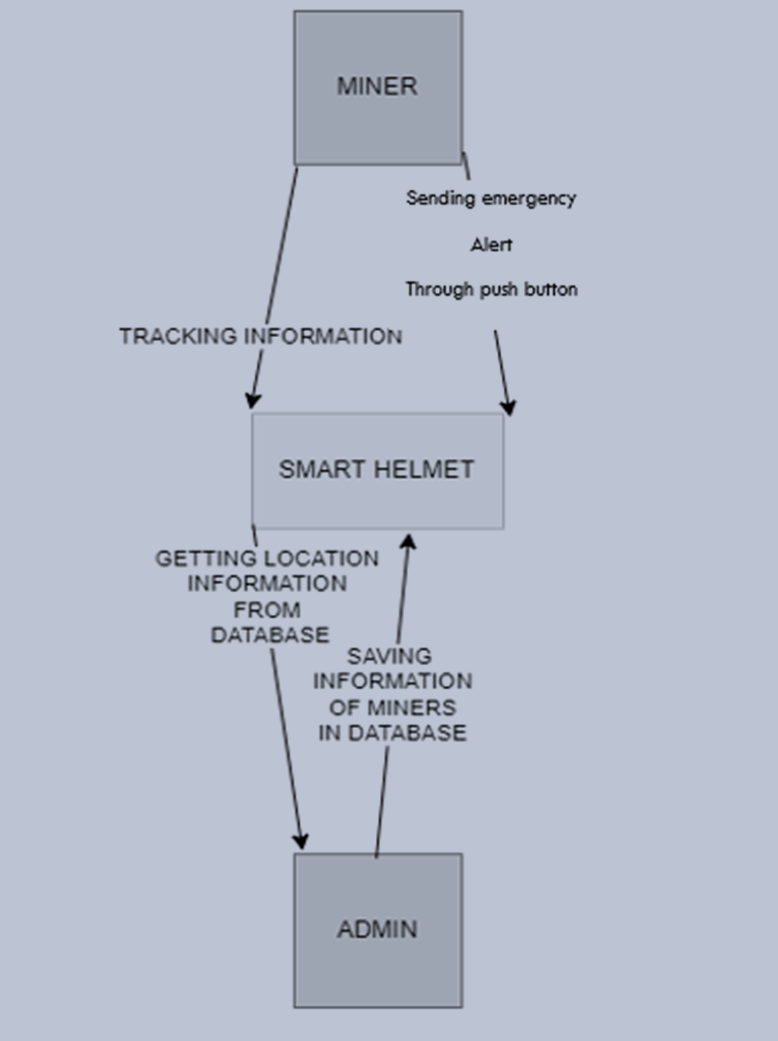 MINER
Sending emergency
Alert
Through push button
TRACKING INFORMATION
SMART HELMET
GETTING LOCATION
INFORMATION
FROM
DATABASE
SAVING
INFORMATION
OF MINERS
IN DATABASE
ADMIN